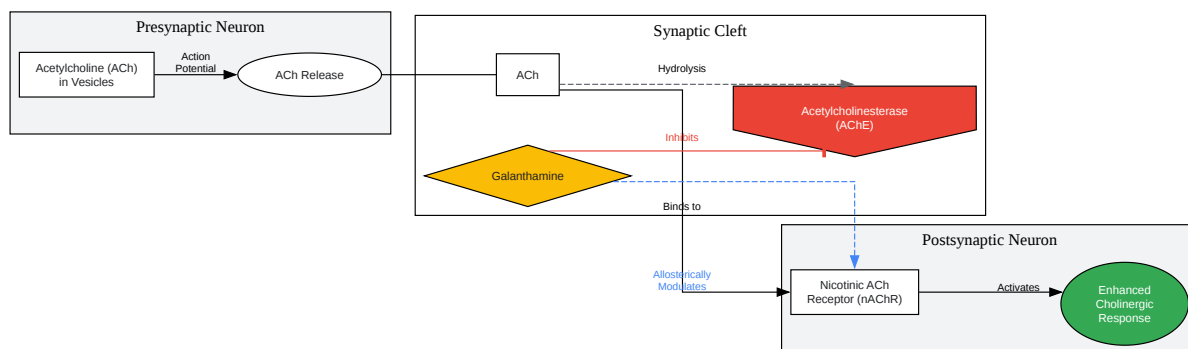 Presynaptic Neuron
Acetylcholine (ACh)
in Vesicles
Action
Potential
ACh Release
Synaptic Cleft
ACh
Hydrolysis
Acetylcholinesterase
(AChE)
Inhibits
Galanthamine
Binds to
Postsynaptic Neuron
Allosterically
Modulates
Nicotinic ACh
Receptor (nAChR)
Activates
Enhanced
Cholinergic
Response